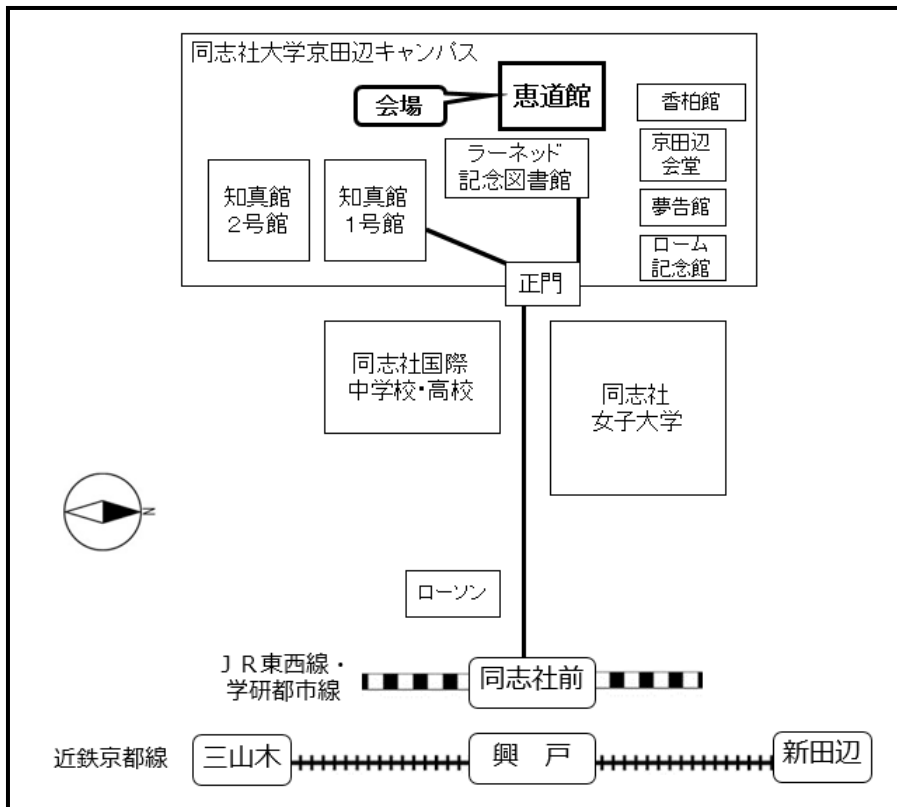 同志社大学京田辺キャンパス
会場
恵道館
香柏館
ラーネッド
記念図書館
京田辺
会堂
知真館
2号館
知真館
1号館
夢告館
ローム
記念館
正門
同志社国際
中学校・高校
同志社
女子大学
N
ローソン
JR東西線・
学研都市線
同志社前
近鉄京都線
三山木
興 戸
新田辺